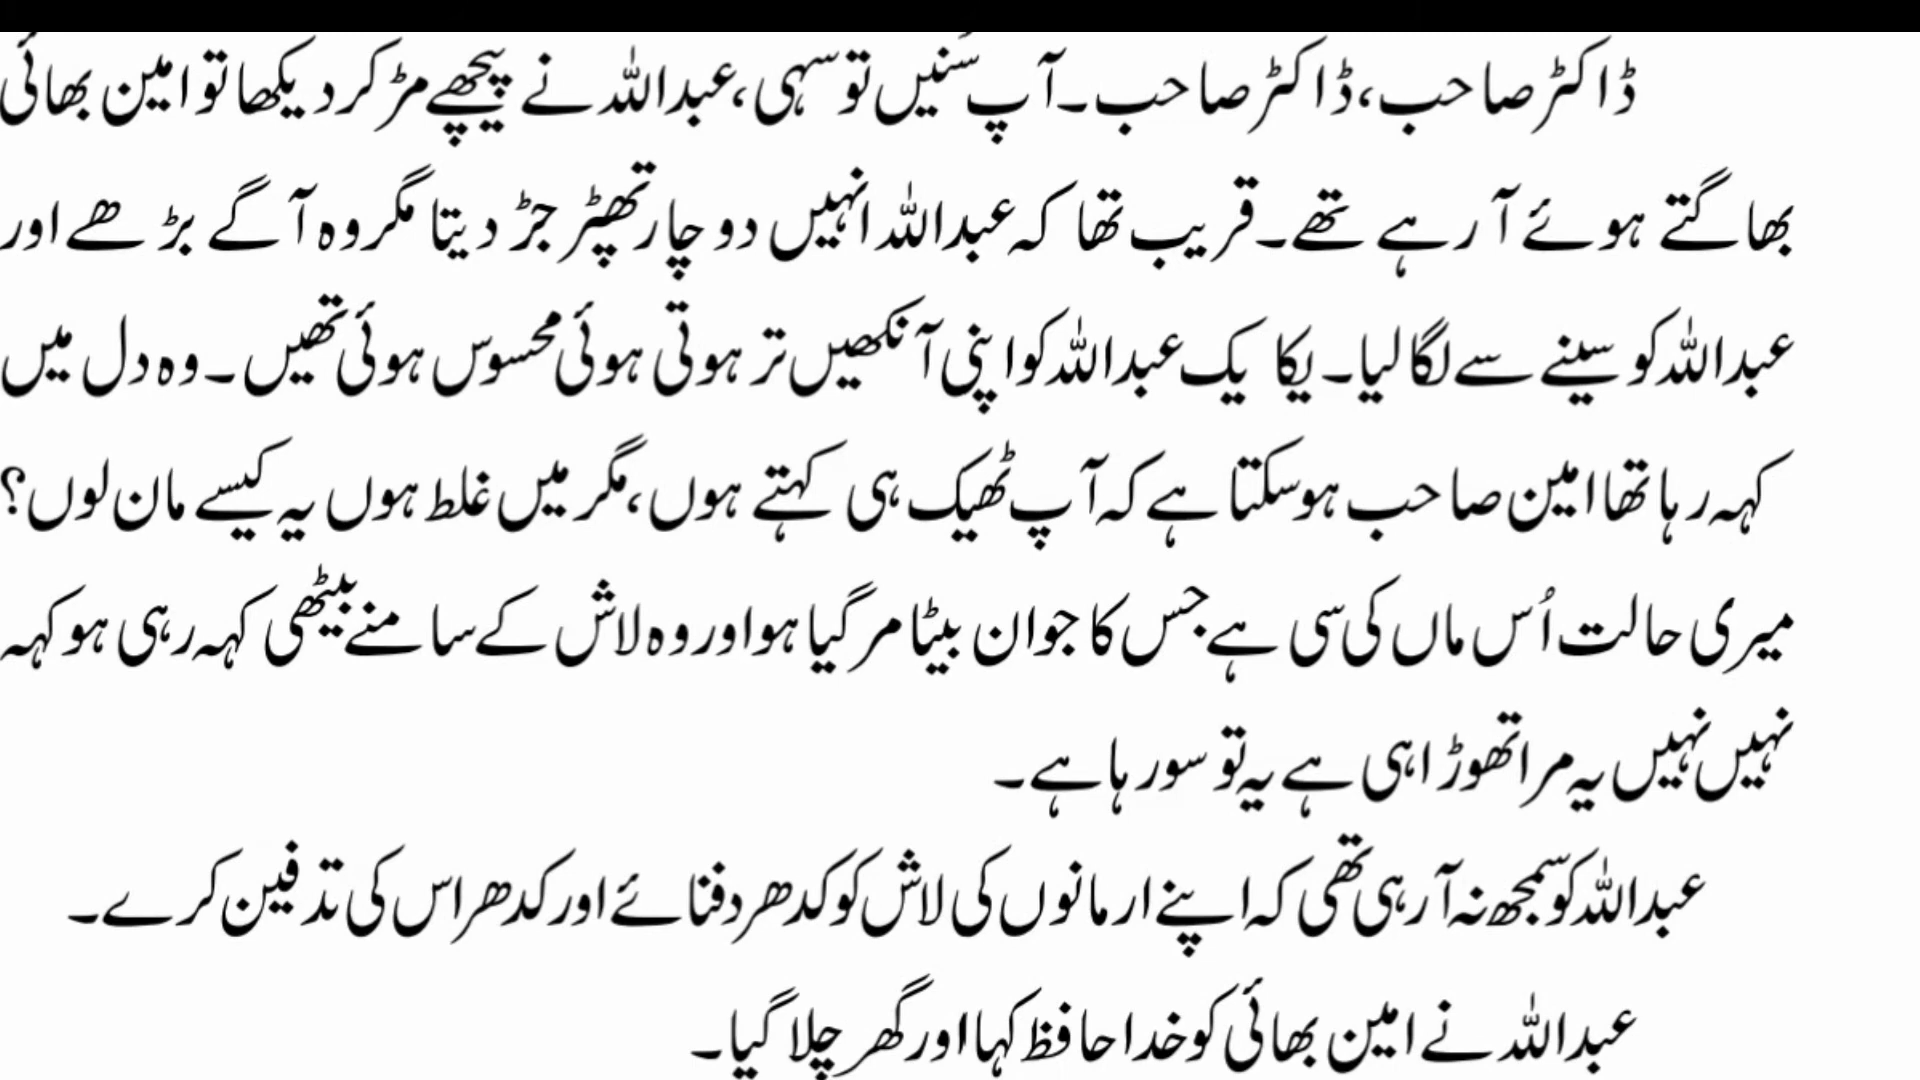 ڈاکٹر صاحب، ڈاکٹر صاحب۔ آپ سُنیں تو سہی، عبداللہ نے پیچھے مڑ کر دیکھا تو امین بھائی
بھاگتے ہوئے آ رہے تھے۔ قریب تھا کہ عبداللہ انہیں دو چار تھپڑ جڑ دیتا مگر وہ آگے بڑھے اور
عبداللہ کو سینے سے لگا لیا۔ یکا یک عبداللہ کو اپنی آنکھیں تر ہوتی ہوئی محسوس ہوئی تھیں۔ وہ دل میں
کہہ رہا تھا امین صاحب ہو سکتا ہے کہ آپ ٹھیک ہی کہتے ہوں، مگر میں غلط ہوں یہ کیسے مان لوں؟
میری حالت اُس ماں کی سی ہے جس کا جوان بیٹا مر گیا ہو اور وہ لاش کے سامنے بیٹھی کہہ رہی ہو کہہ
نہیں نہیں یہ مرا تھوڑا ہی ہے یہ تو سو رہا ہے۔
عبداللہ کو سمجھ نہ آ رہی تھی کہ اپنے ارمانوں کی لاش کو کدھر دفنائے اور کدھر اس کی تدفین کرے۔
عبداللہ نے امین بھائی کو خدا حافظ کہا اور گھر چلا گیا۔